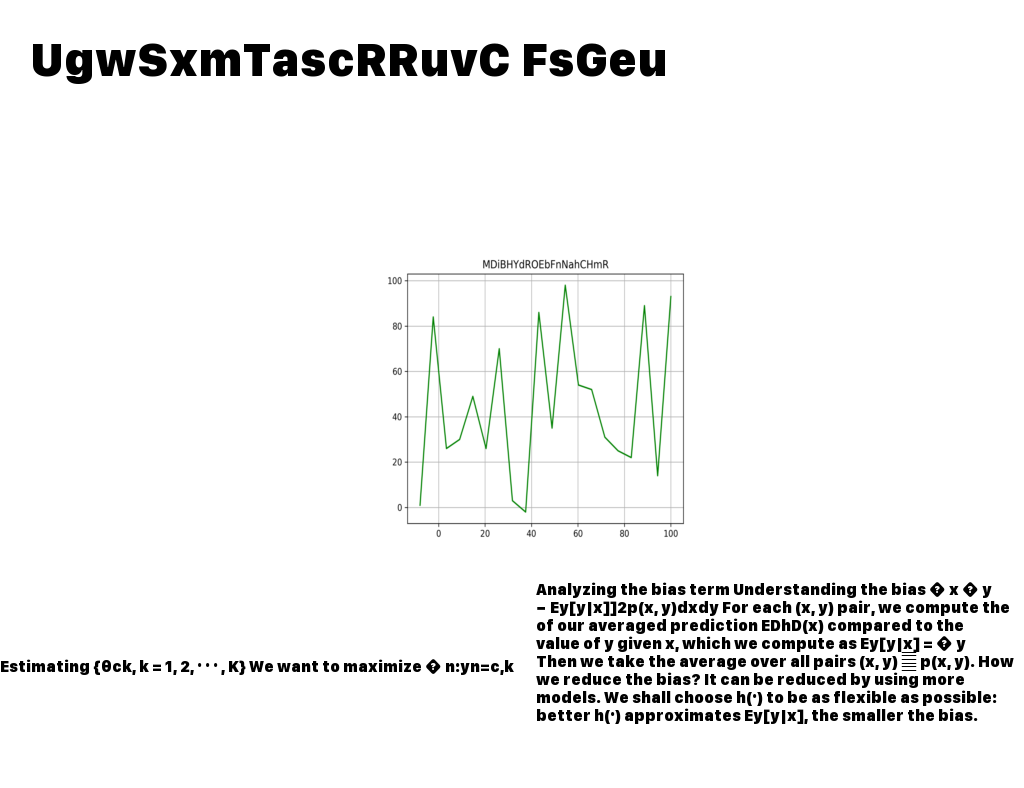 UgwSxmTascRRuvC FsGeu
MDiBHYdROEbFnNahCHmR
100
80
60
40
20
0
0 20 40 60 80 100
Estimating {θck, k = 1, 2, · · · , K} We want to maximize � n:yn=c,k
Analyzing the bias term Understanding the bias � x � y
− Ey[y|x]]2p(x, y)dxdy For each (x, y) pair, we compute the
of our averaged prediction EDhD(x) compared to the
value of y given x, which we compute as Ey[y|x] = � y
Then we take the average over all pairs (x, y) p(x, y). How
we reduce the bias? It can be reduced by using more
models. We shall choose h(·) to be as flexible as possible:
better h(·) approximates Ey[y|x], the smaller the bias.